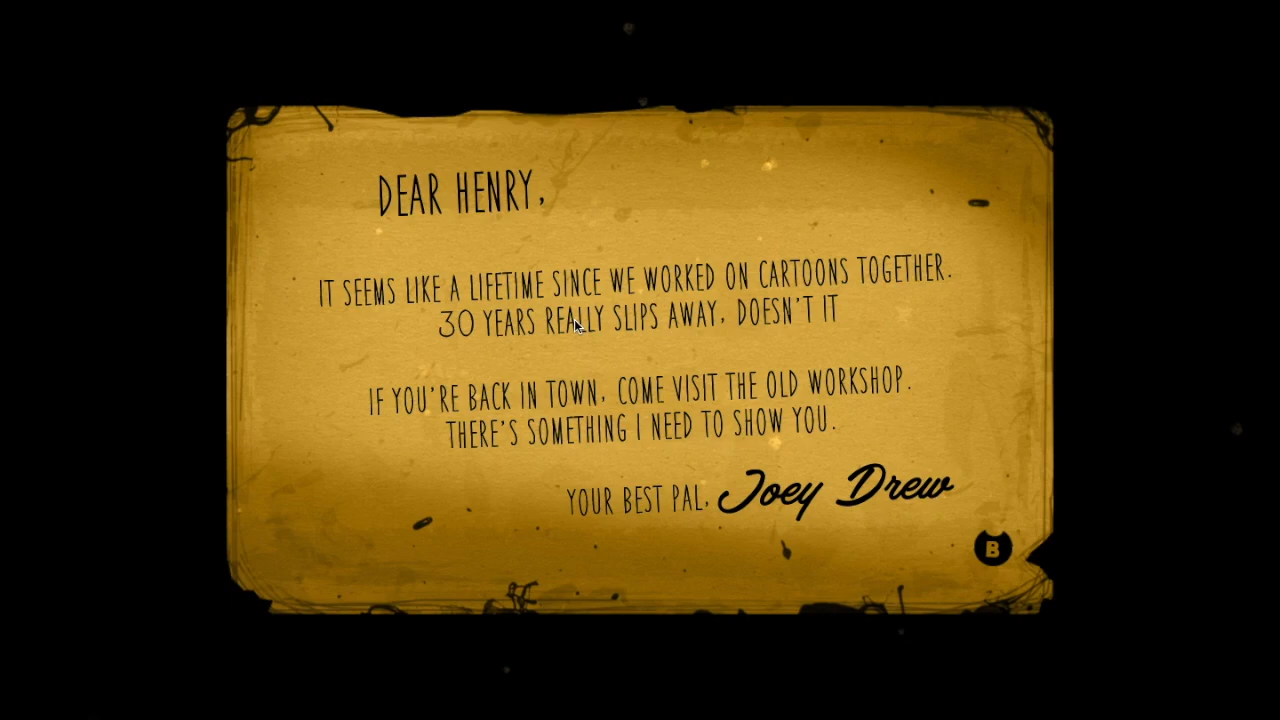 DEAR HENRY,
IT SEEMS LIKE A LIFETIME SINCE WE WORKED ON CARTOONS TOGETHER.
30 YEARS REALLY SLIPS AWAY, DOESN'T IT
IF YOU'RE BACK IN TOWN, COME VISIT THE OLD WORKSHOP.
THERE'S SOMETHING I NEED TO SHOW YOU.
YOUR BEST PAL, Joey Drew
B